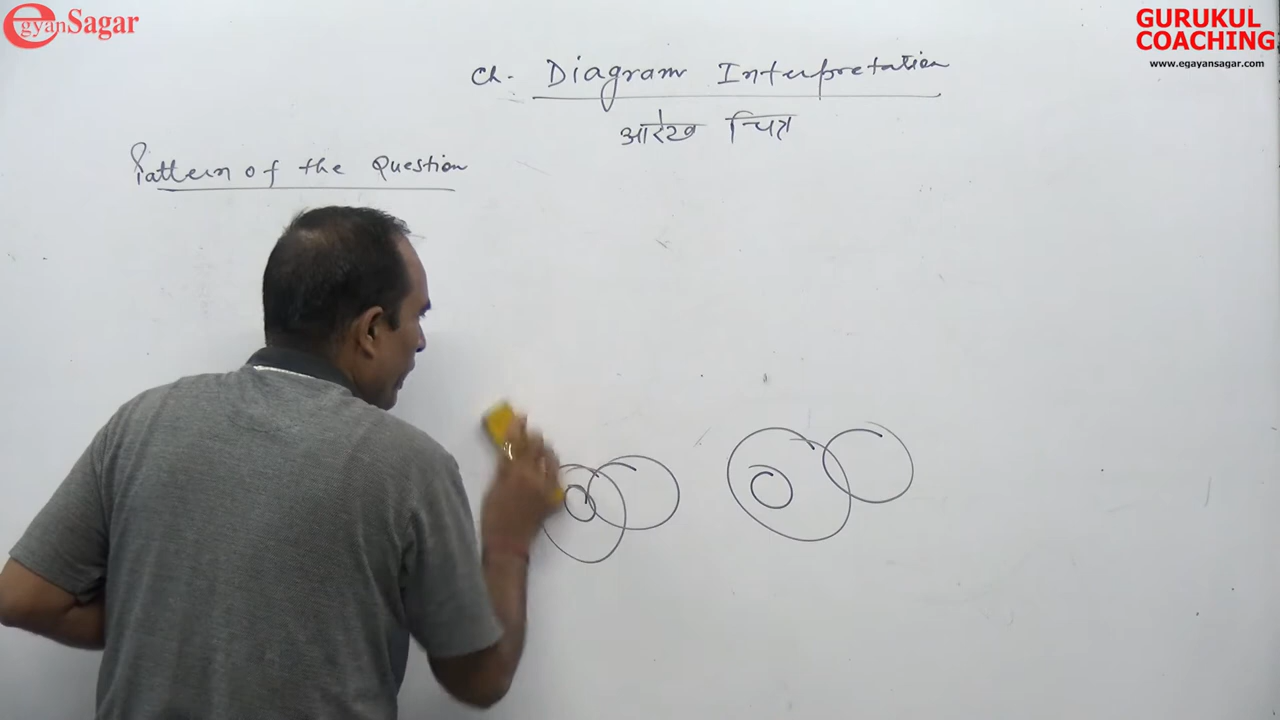 egyanSagar
GURUKUL
COACHING
www.egayansagar.com
Ch. Diagram Interpretation
आरेख चित्र
Pattern of the Question